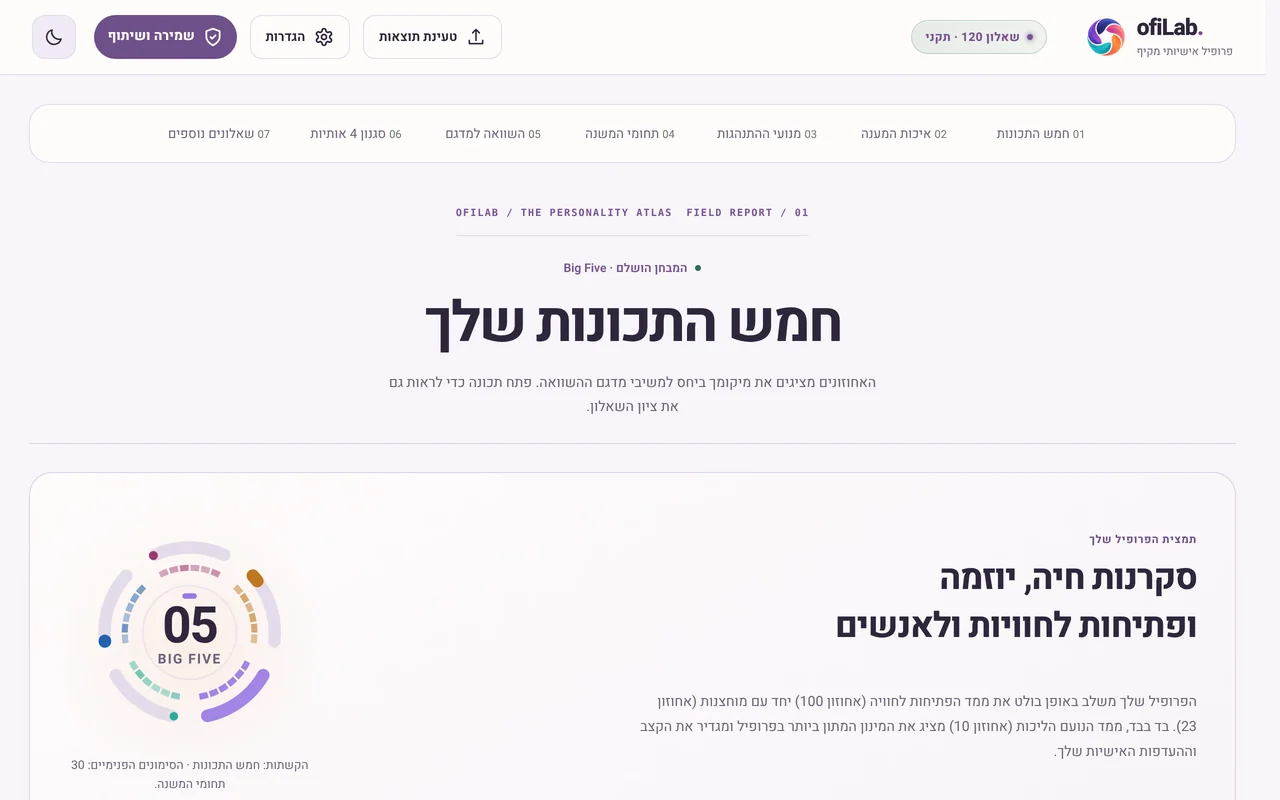 ofiLab.
פרופיל אישיותי מקיף
שאלון 120 · תקני
טעינת תוצאות
הגדרות
שמירה ושיתוף
01 חמש התכונות
02 איכות המענה
03 מנועי ההתנהגות
04 תחומי המשנה
05 השוואה למדגם
06 סגנון 4 אותיות
07 שאלונים נוספים
OFILAB / THE PERSONALITY ATLAS FIELD REPORT / 01
המבחן הושלם · Big Five
חמש התכונות שלך
האחוזונים מציגים את מיקומך ביחס למשיבי מדגם ההשוואה. פתח תכונה כדי לראות גם
את ציון השאלון.
תמצית הפרופיל שלך
סקרנות חיה, יוזמה
ופתיחות לחוויות ולאנשים
הפרופיל שלך משלב באופן בולט את ממד הפתיחות לחוויה (אחוזון 100) יחד עם מוחצנות (אחוזון
23). בד בבד, ממד הנועם הליכות (אחוזון 10) מציג את המינון המתון ביותר בפרופיל ומגדיר את הקצב
וההעדפות האישיות שלך.
05
BIG FIVE
הקשתות: חמש התכונות · הסימונים הפנימיים: 30
תחומי המשנה.